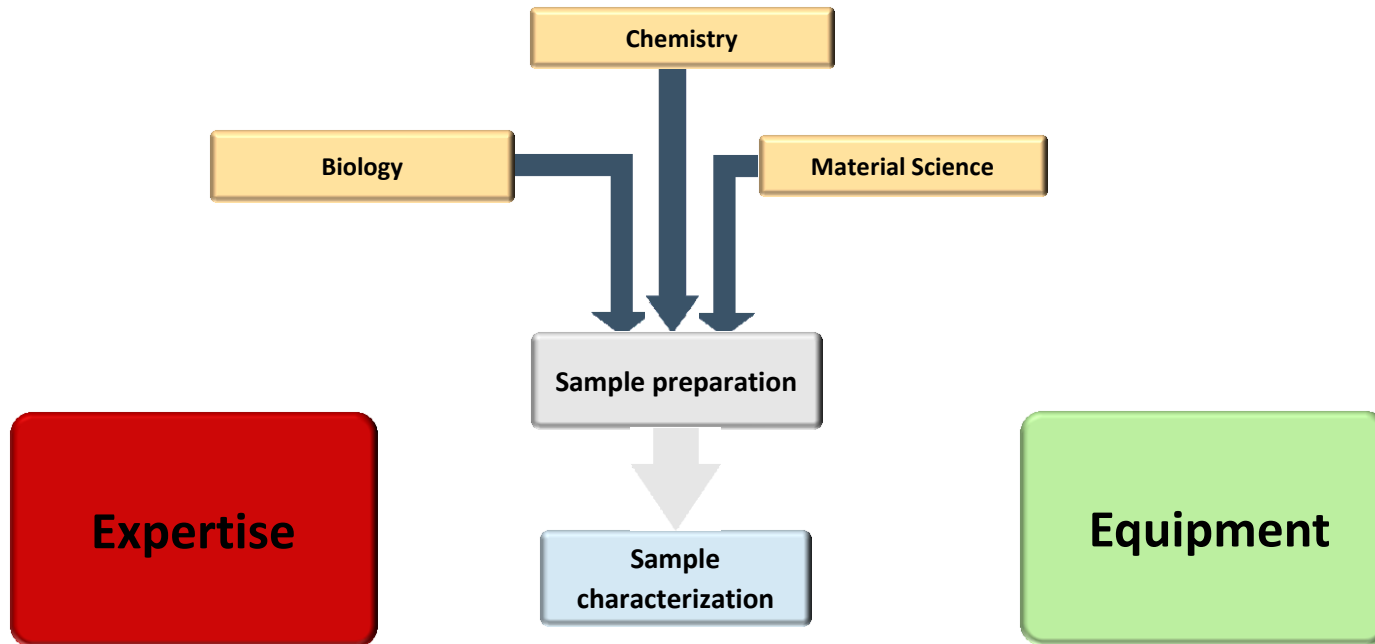 Chemistry
Biology
Material Science
Sample preparation
Expertise
Equipment
Sample
characterization